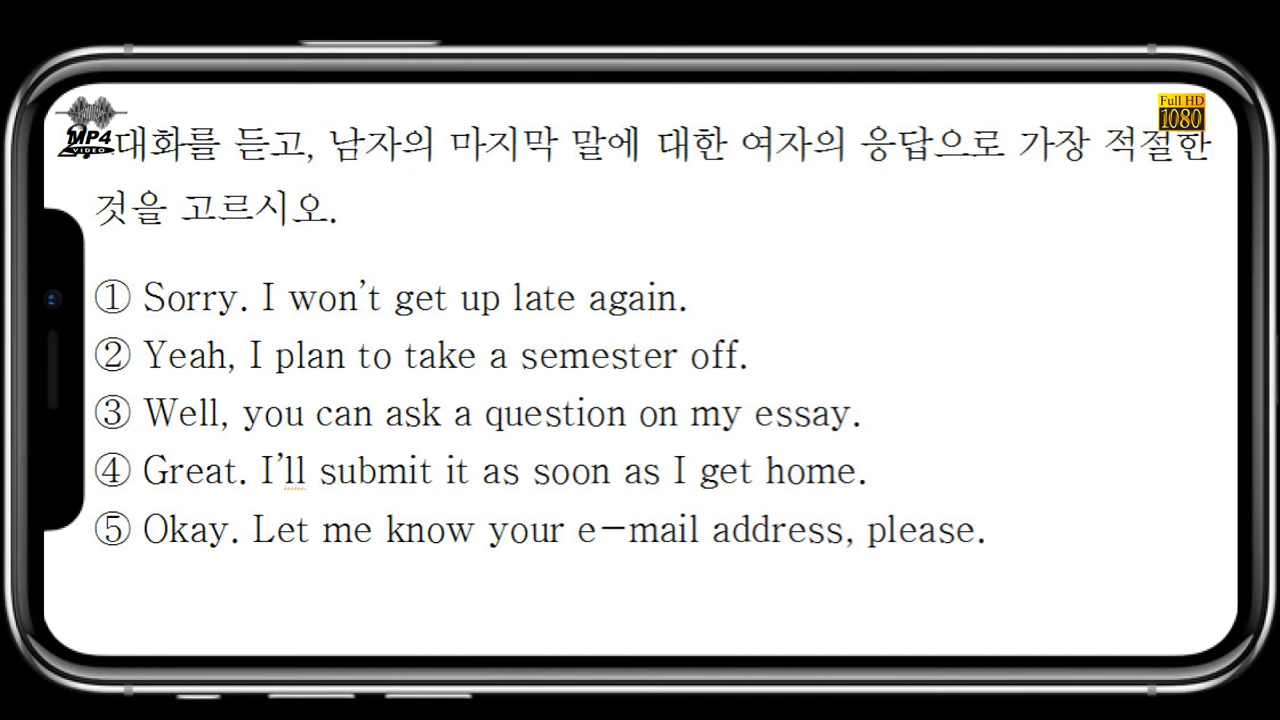 MP4
VIDEO
Full HD
1080
대화를 듣고, 남자의 마지막 말에 대한 여자의 응답으로 가장 적절한
것을 고르시오.
① Sorry. I won't get up late again.
② Yeah, I plan to take a semester off.
③ Well, you can ask a question on my essay.
④ Great. I'll submit it as soon as I get home.
⑤ Okay. Let me know your e-mail address, please.